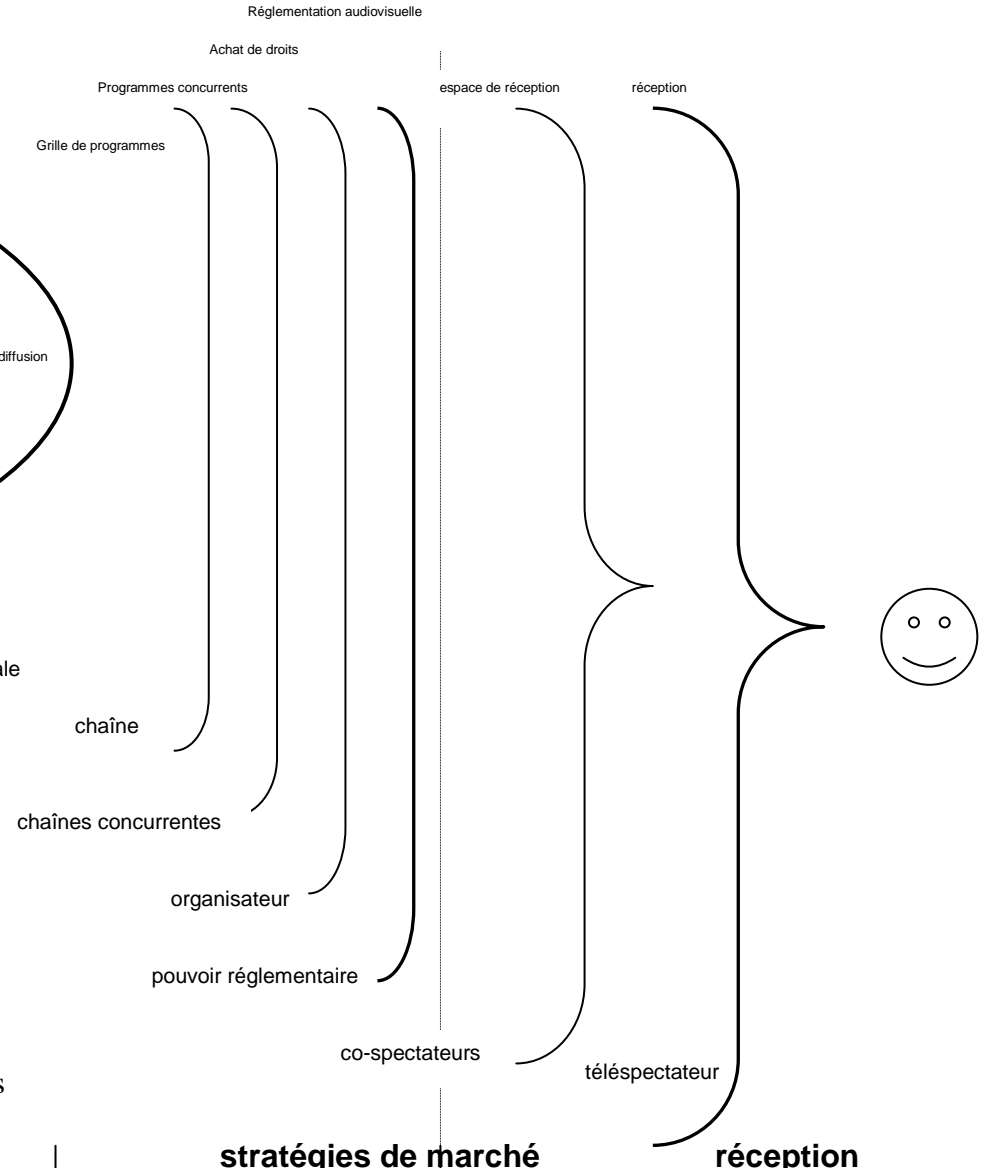 Réglementation audiovisuelle
Achat de droits
Programmes concurrents
espace de réception
réception
Grille de programmes
diffusion
ale
chaîne
chaînes concurrentes
organisateur
pouvoir réglementaire
co-spectateurs
téléspectateur
s
stratégies de marché
réception